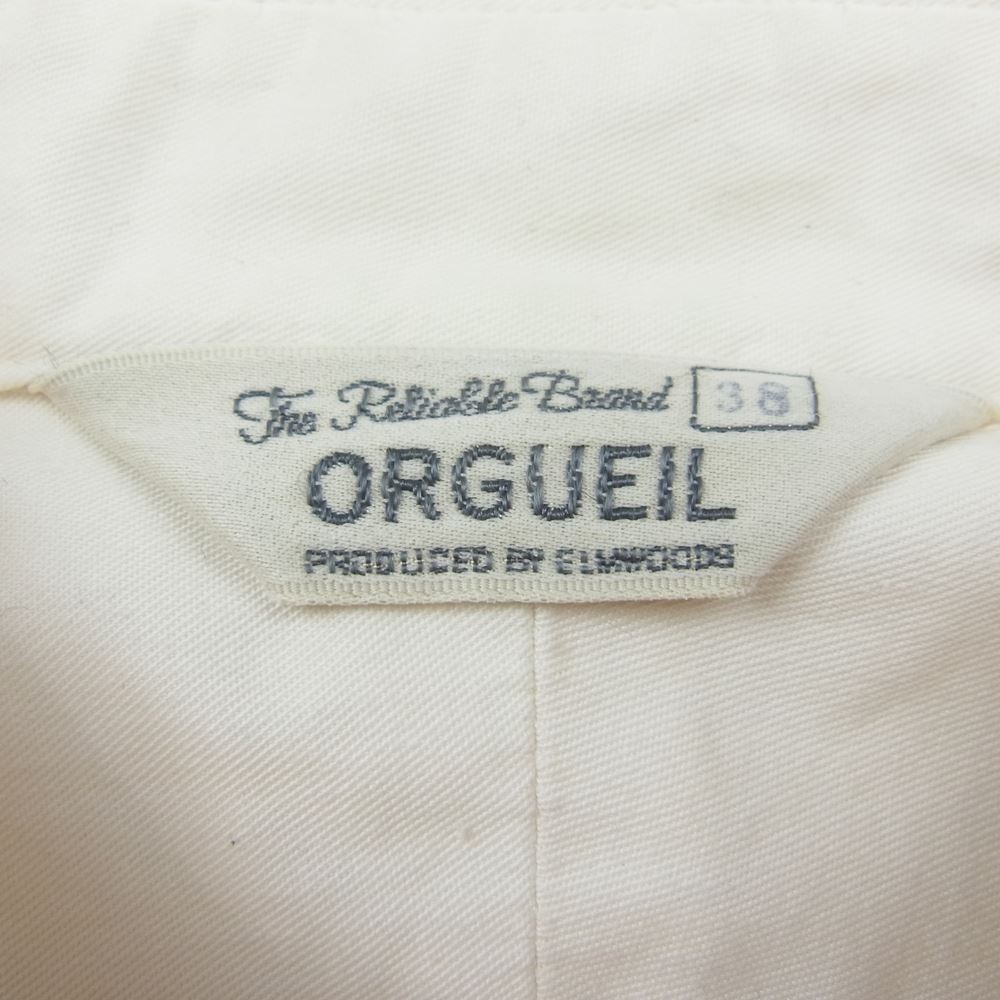 The Reliable Brand 38
ORGUEIL
PRODUCED BY ELMWOODS